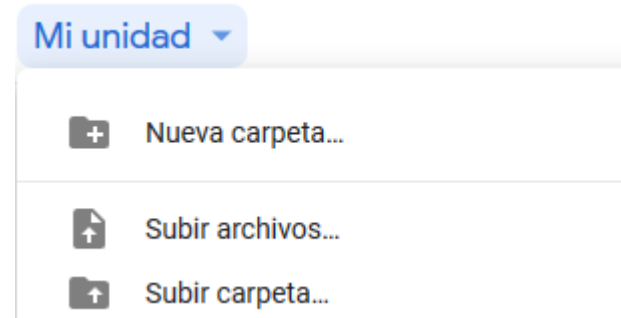 Mi unidad
Nueva carpeta...
Subir archivos...
Subir carpeta...